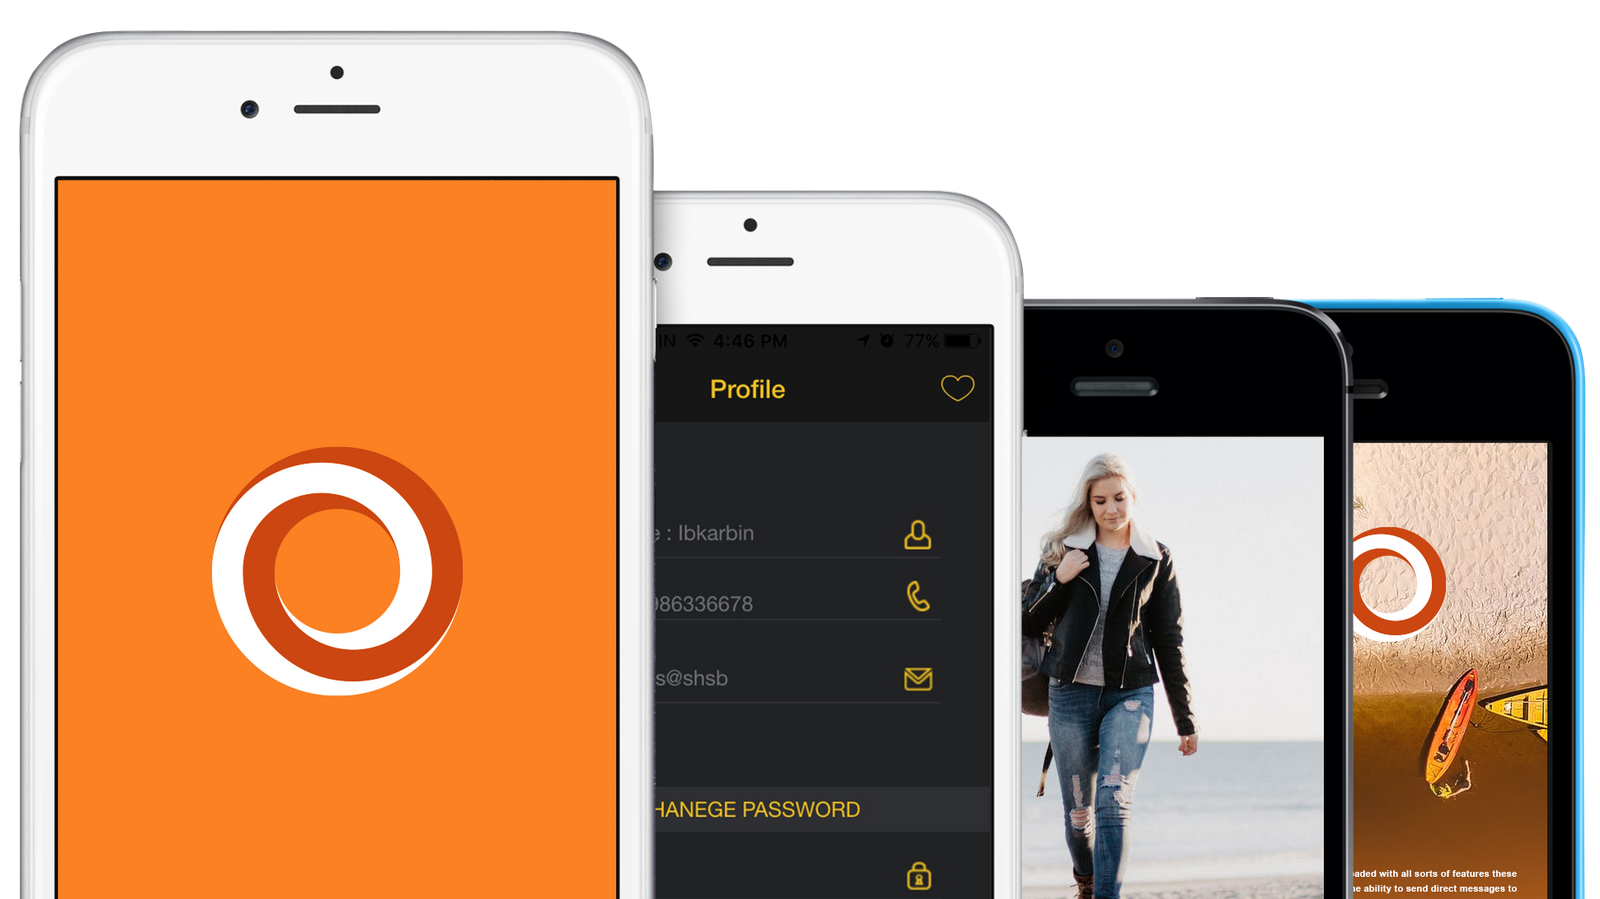 IN 4:46 PM 77%
Profile
: Ibkarbin
986336678
s@shsb
HANEGE PASSWORD
oaded with all sorts of features these
ability to send direct messages to